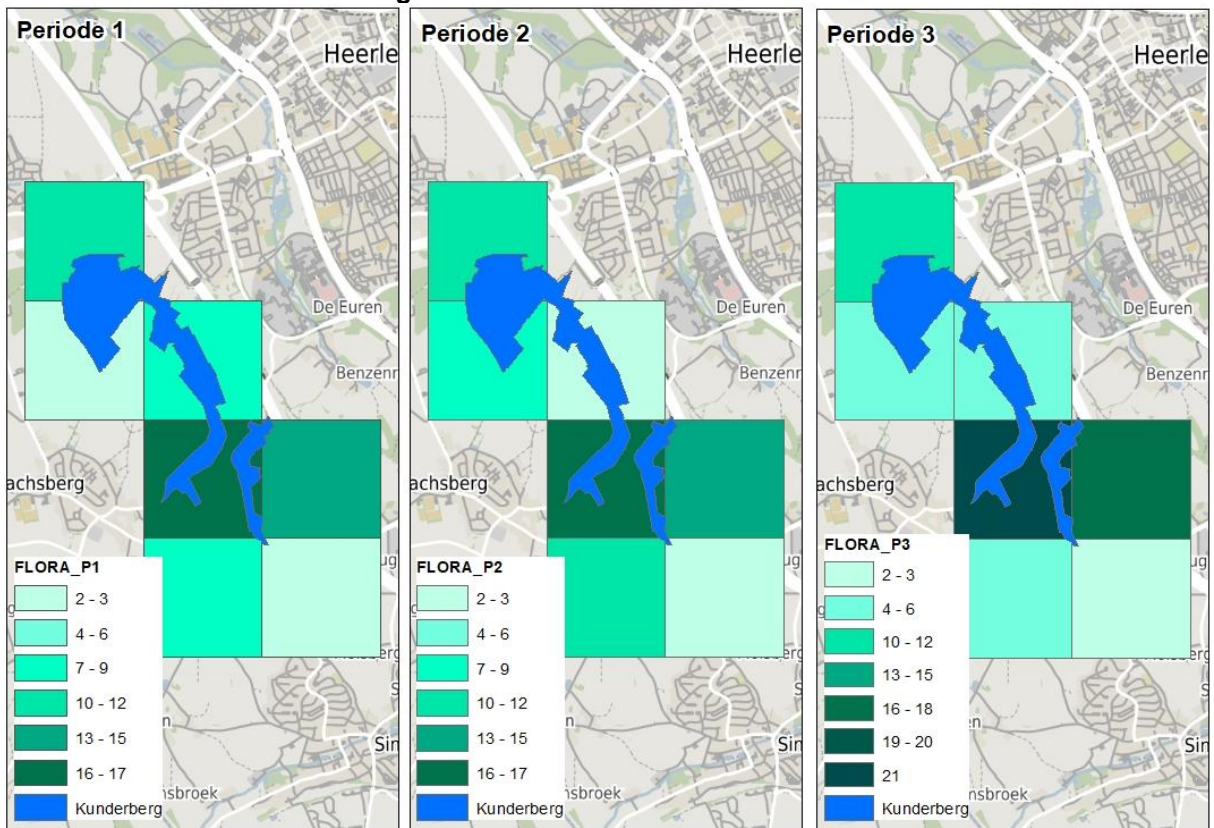 Periode 1
Heerle
De Euren
Benzenr
achsberg
FLORA_P1
2 - 3
4 - 6
7 - 9
10 - 12
13 - 15
16 - 17
Kunderberg
Sin
nsbroek
Periode 2
Heerle
De Euren
Benzenr
achsberg
FLORA_P2
2 - 3
4 - 6
7 - 9
10 - 12
13 - 15
16 - 17
Kunderberg
Sin
msbroek
Periode 3
Heerle
De Euren
Benzenr
achsberg
FLORA_P3
2 - 3
4 - 6
10 - 12
13 - 15
16 - 18
19 - 20
21
Kunderberg
Sin
nsbroek